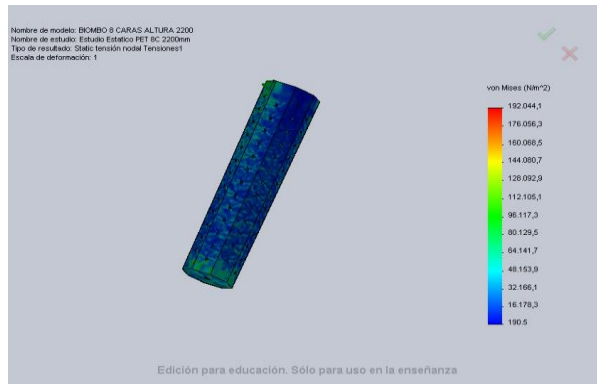 Nombre de modelo: BIOMBO 8 CARAS ALTURA 2200
Nombre de estudio: Estudio Estatico PET 8C 2200mm
Tipo de resultado: Static tensión nodal Tensiones1
Escala de deformación: 1
von Mises (N/m^2)
192.044,1
176.056,3
160.068,5
144.080,7
128.092,9
112.105,1
96.117,3
80.129,5
64.141,7
48.153,9
32.166,1
16.178,3
190.5
Edición para educación. Sólo para uso en la enseñanza